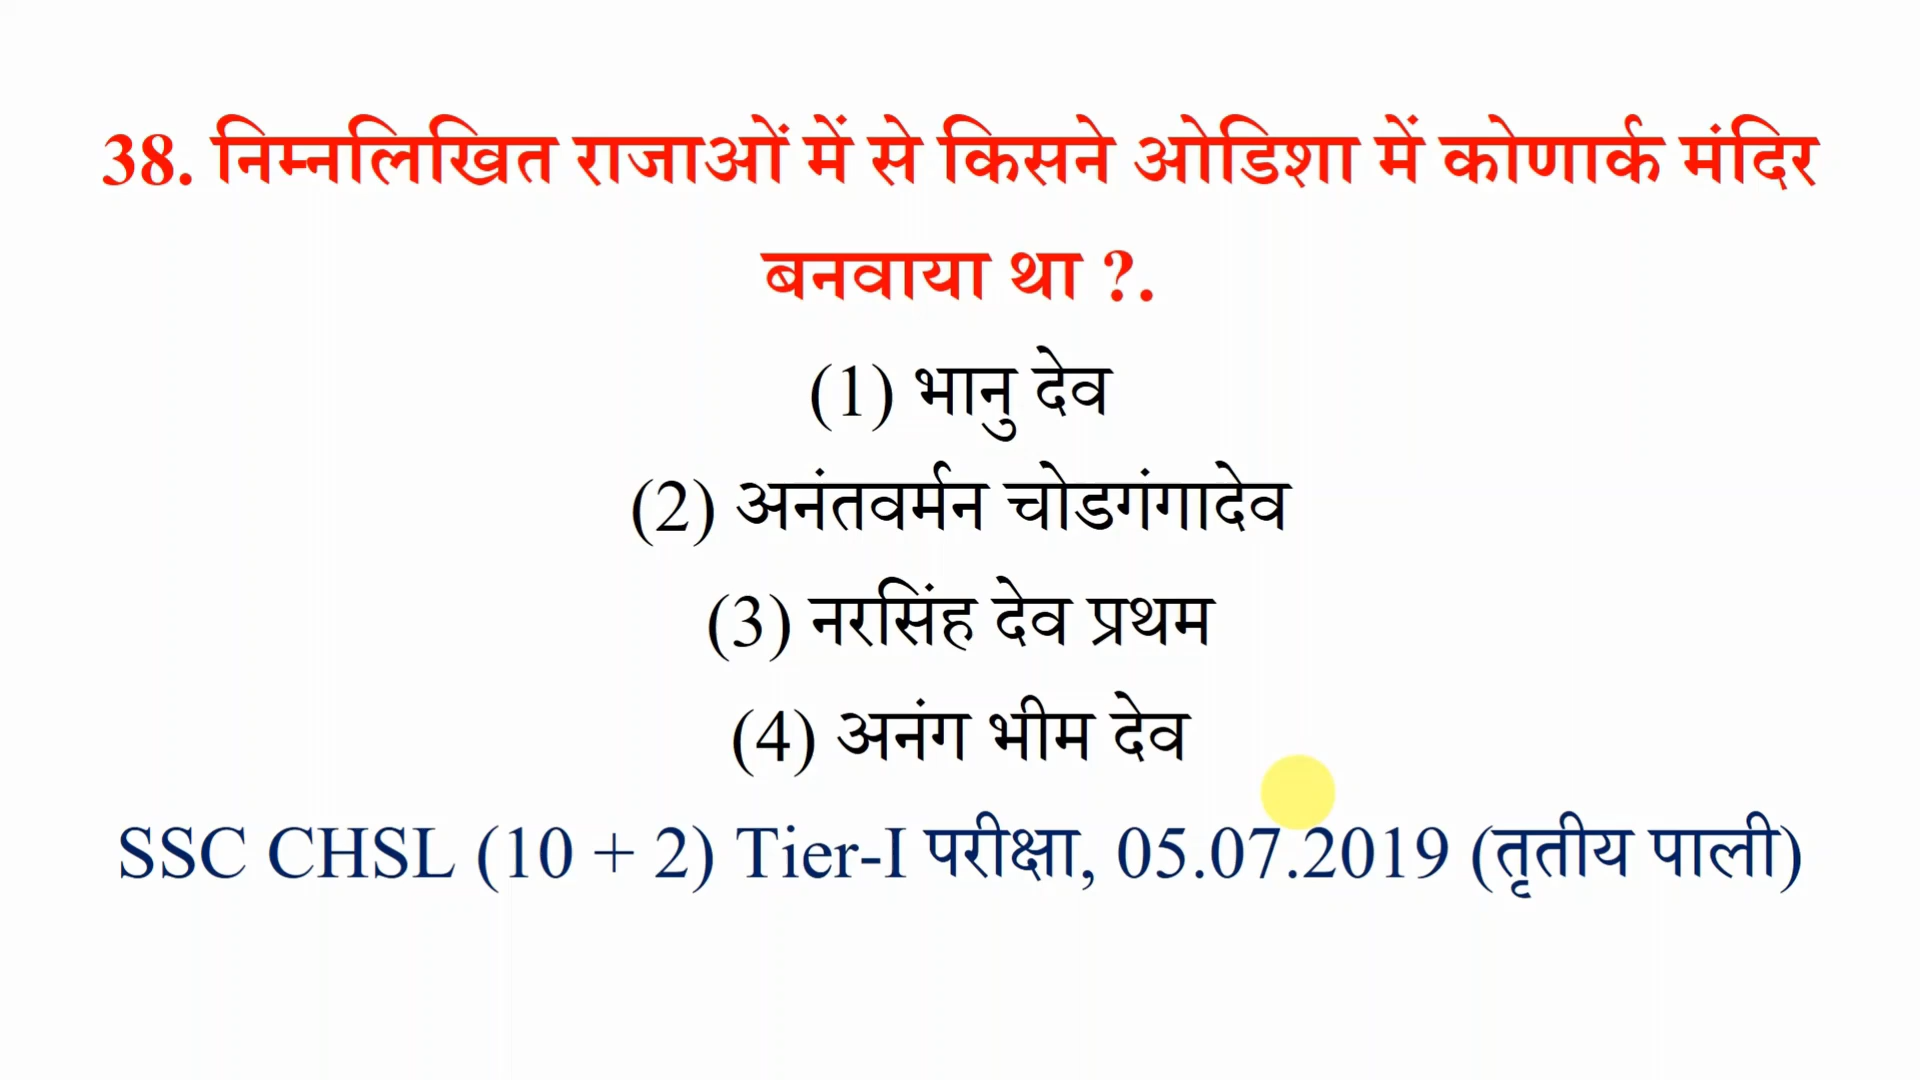 38. निम्नलिखित राजाओं में से किसने ओडिशा में कोणार्क मंदिर
बनवाया था ?.
(1) भानु देव
(2) अनंतवर्मन चोडगंगादेव
(3) नरसिंह देव प्रथम
(4) अनंग भीम देव
SSC CHSL (10 + 2) Tier-I परीक्षा, 05.07.2019 (तृतीय पाली)